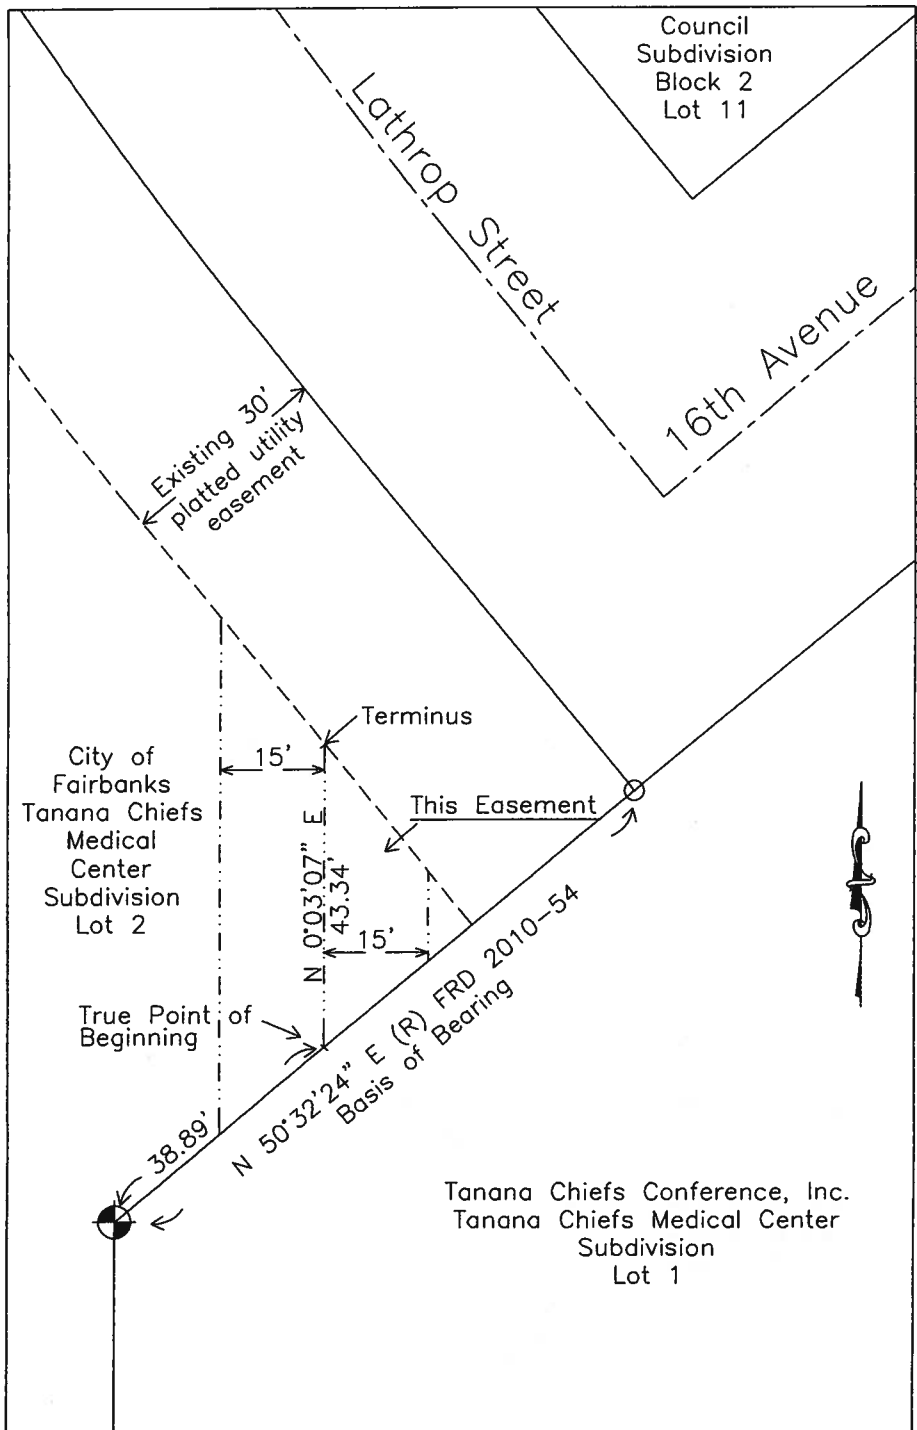 Council
Subdivision
Block 2
Lot 11
Lathrop Street
16th Avenue
Existing 30'
platted utility
easement
Terminus
15'
City of
Fairbanks
Tanana Chiefs
Medical
Center
Subdivision
Lot 2
This Easement
N 0°03'07" E
43.34'
15'
True Point of
Beginning
N 50°32'24" E (R) FRD 2010-54
Basis of Bearing
38.89'
Tanana Chiefs Conference, Inc.
Tanana Chiefs Medical Center
Subdivision
Lot 1